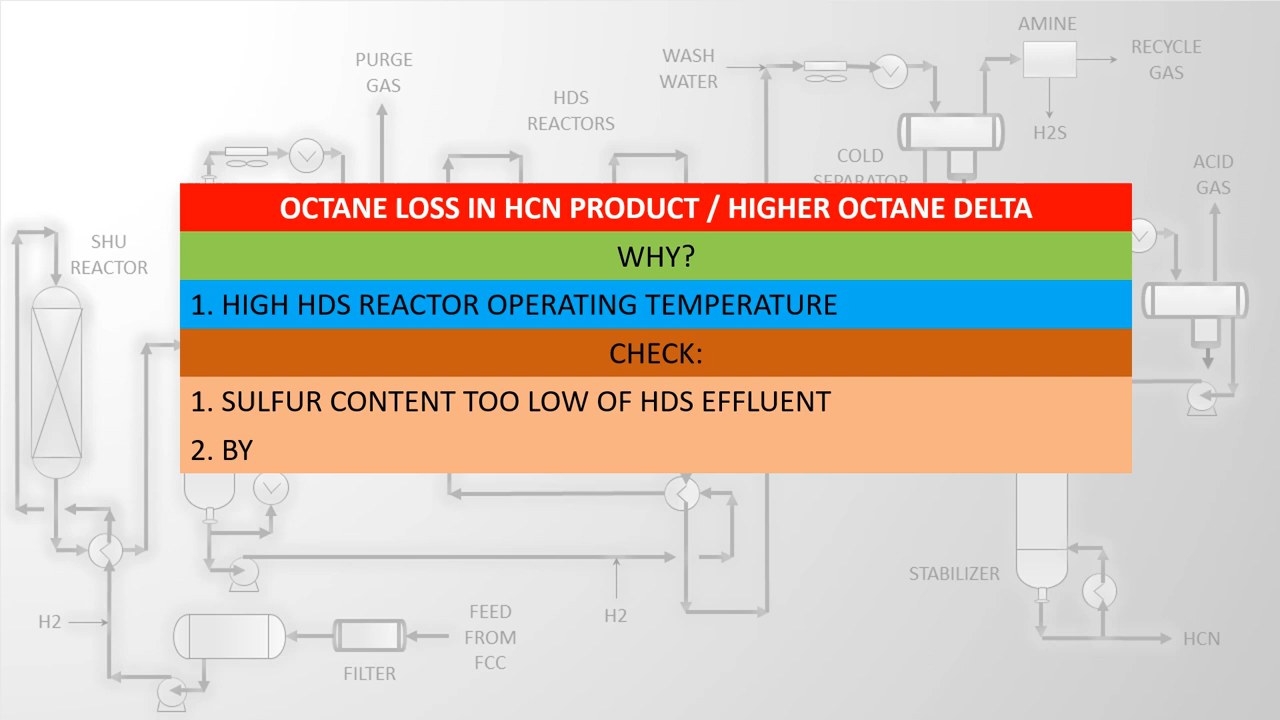 AMINE
PURGE
GAS
WASH
WATER
RECYCLE
GAS
HDS
REACTORS
H2S
COLD
SEPARATOR
ACID
GAS
SHU
REACTOR
OCTANE LOSS IN HCN PRODUCT / HIGHER OCTANE DELTA
WHY?
1. HIGH HDS REACTOR OPERATING TEMPERATURE
CHECK:
1. SULFUR CONTENT TOO LOW OF HDS EFFLUENT
2. BY
STABILIZER
H2
H2
FEED
FROM
FCC
FILTER
HCN